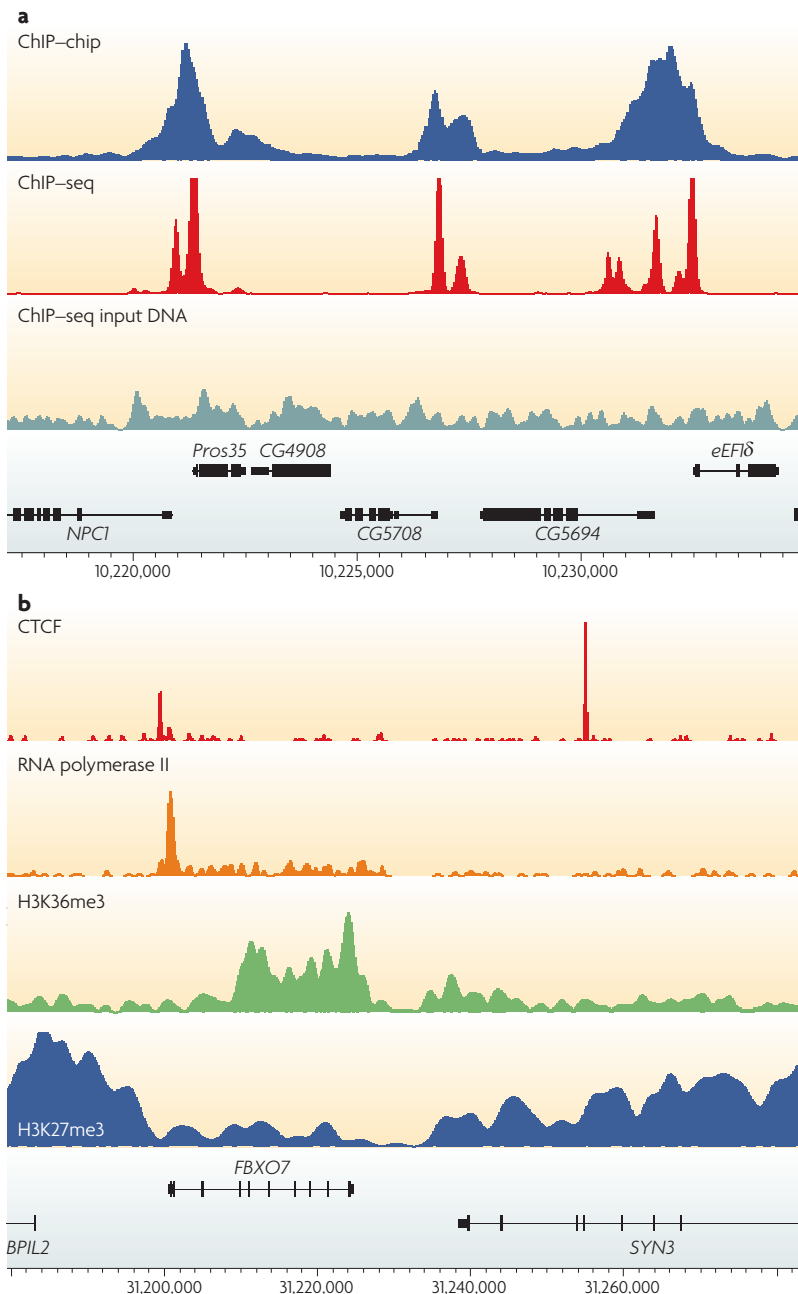 a
ChIP–chip
ChIP–seq
ChIP–seq input DNA
Pros35 CG4908 eEF1δ
NPC1 CG5708 CG5694
10,220,000 10,225,000 10,230,000
b
CTCF
RNA polymerase II
H3K36me3
H3K27me3
FBXO7
BPIL2 SYN3
31,200,000 31,220,000 31,240,000 31,260,000